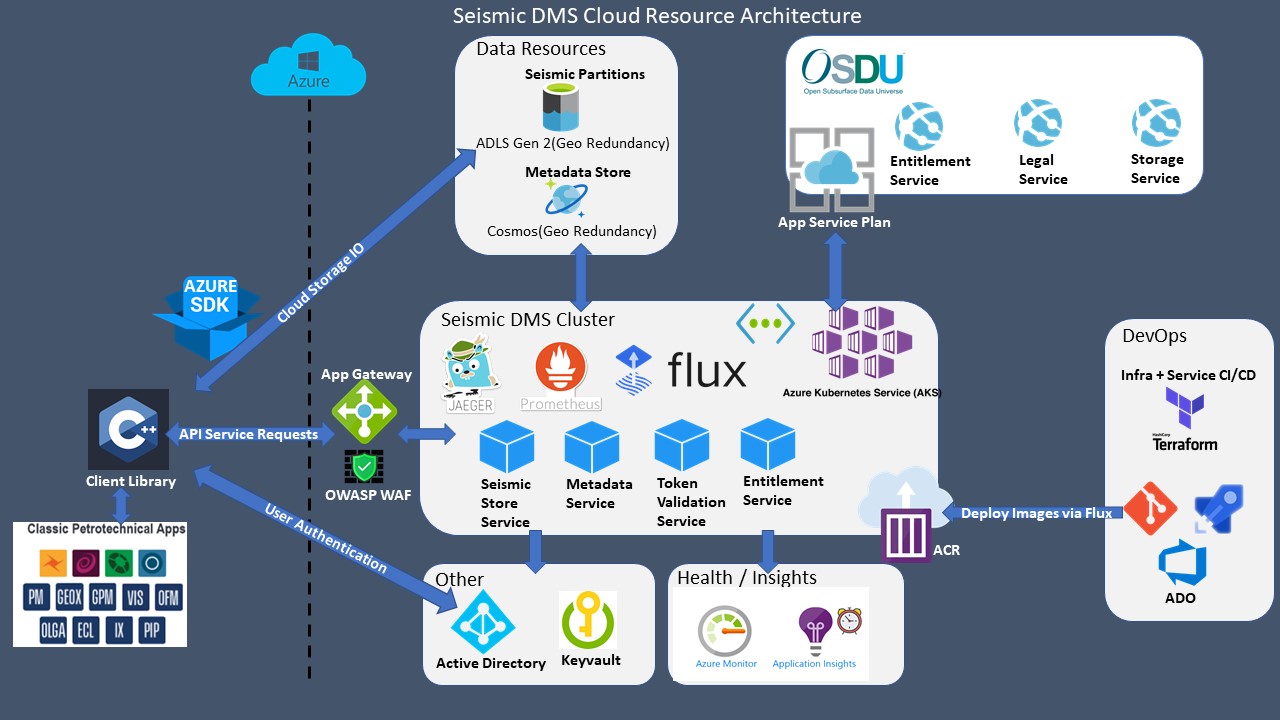 Seismic DMS Cloud Resource Architecture
Azure
Data Resources
Seismic Partitions
ADLS Gen 2(Geo Redundancy)
Metadata Store
Cosmos(Geo Redundancy)
OSDU
Open Subsurface Data Universe
Entitlement
Service
Legal
Service
Storage
Service
App Service Plan
AZURE
SDK
Cloud Storage IO
Seismic DMS Cluster
JAEGER
Prometheus
flux
Azure Kubernetes Service (AKS)
Seismic
Store
Service
Metadata
Service
Token
Validation
Service
Entitlement
Service
App Gateway
OWASP WAF
API Service Requests
C++
Client Library
User Authentication
Classic Petrotechnical Apps
PM GEOX GPM VIS OFM
OLGA ECL IX PIP
Other
Active Directory
Keyvault
Health / Insights
Azure Monitor
Application Insights
ACR
Deploy Images via Flux
DevOps
Infra + Service CI/CD
HashiCorp
Terraform
ADO